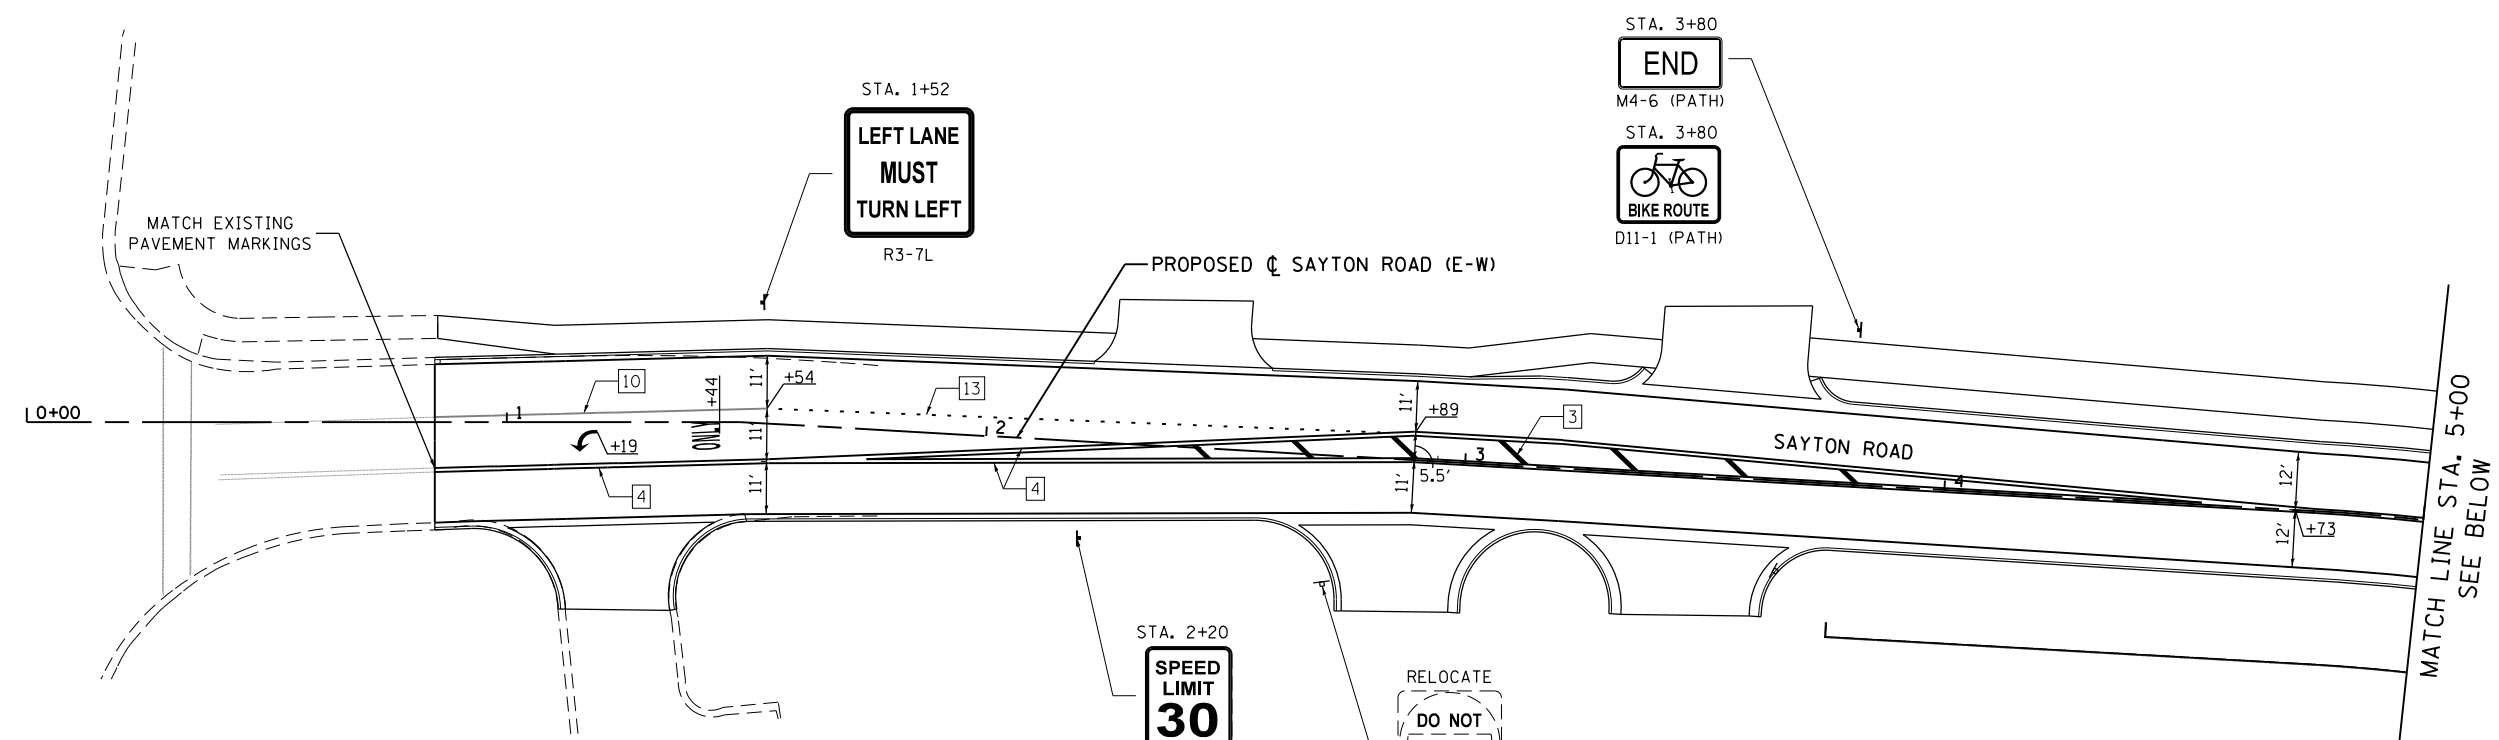 STA. 3+80
END
M4-6 (PATH)
STA. 3+80
BIKE ROUTE
D11-1 (PATH)
STA. 1+52
LEFT LANE
MUST
TURN LEFT
R3-7L
MATCH EXISTING
PAVEMENT MARKINGS
PROPOSED ℄ SAYTON ROAD (E-W)
0+00
1
2
3
4
10
13
3
4
4
+44
+54
+19
+89
+73
11'
11'
11'
11'
5.5'
11'
12'
12'
ONLY
SAYTON ROAD
MATCH LINE STA. 5+00
SEE BELOW
STA. 2+20
SPEED
LIMIT
30
RELOCATE
DO NOT